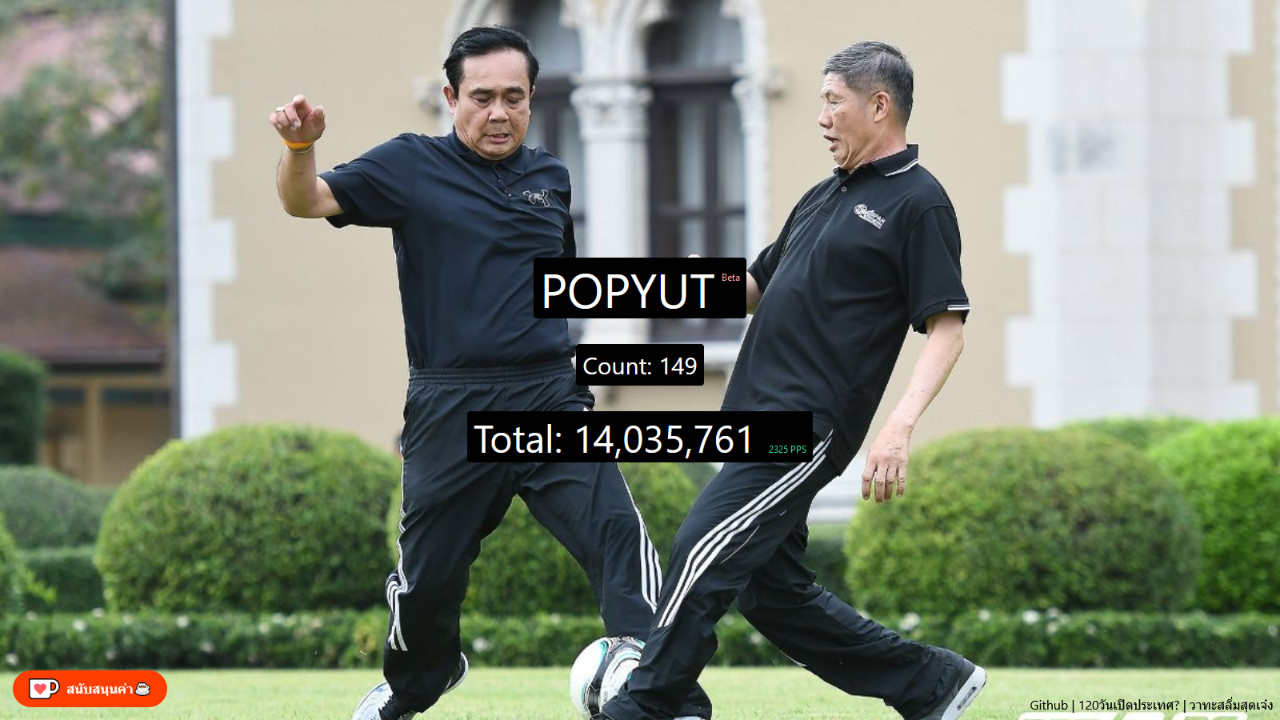 POPYUT Beta
Count: 149
Total: 14,035,761 2325 PPS
สนับสนุนค่า
Github | 120วันเปิดประเทศ? | วาทะสลิ่มสุดเจ๋ง